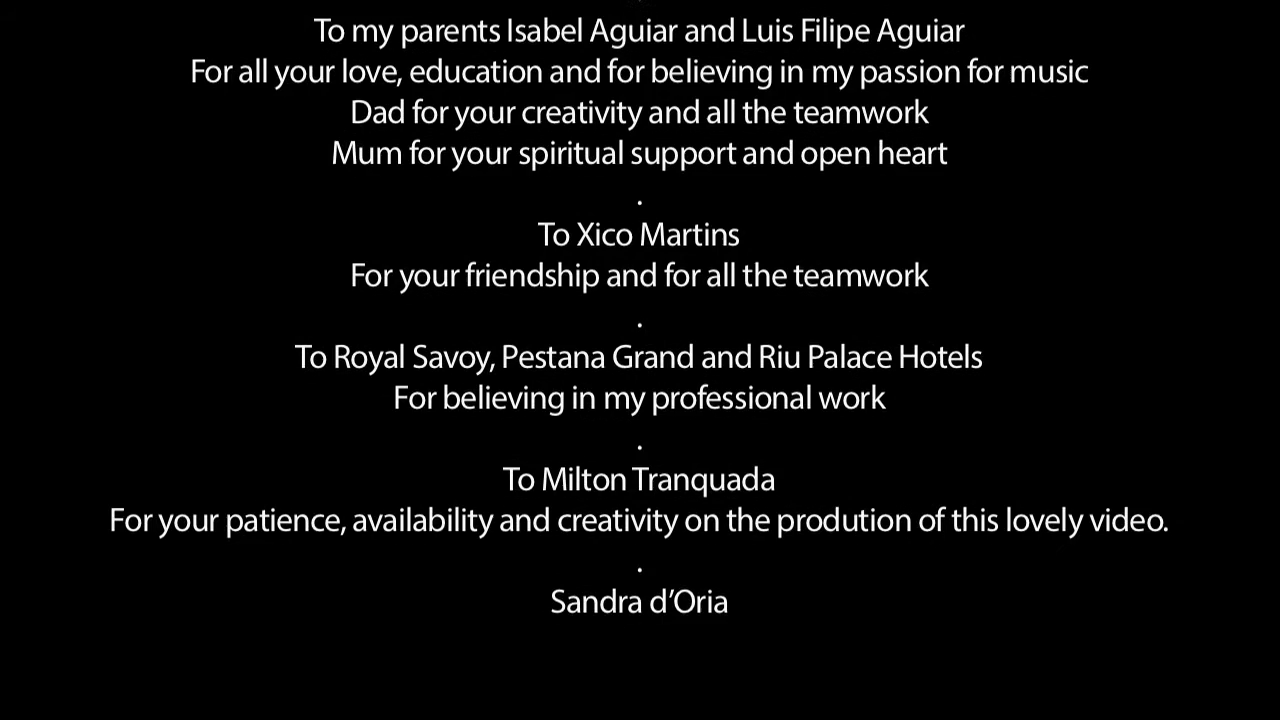 To my parents Isabel Aguiar and Luis Filipe Aguiar
For all your love, education and for believing in my passion for music
Dad for your creativity and all the teamwork
Mum for your spiritual support and open heart
.
To Xico Martins
For your friendship and for all the teamwork
.
To Royal Savoy, Pestana Grand and Riu Palace Hotels
For believing in my professional work
.
To Milton Tranquada
For your patience, availability and creativity on the prodution of this lovely video.
.
Sandra d’Oria